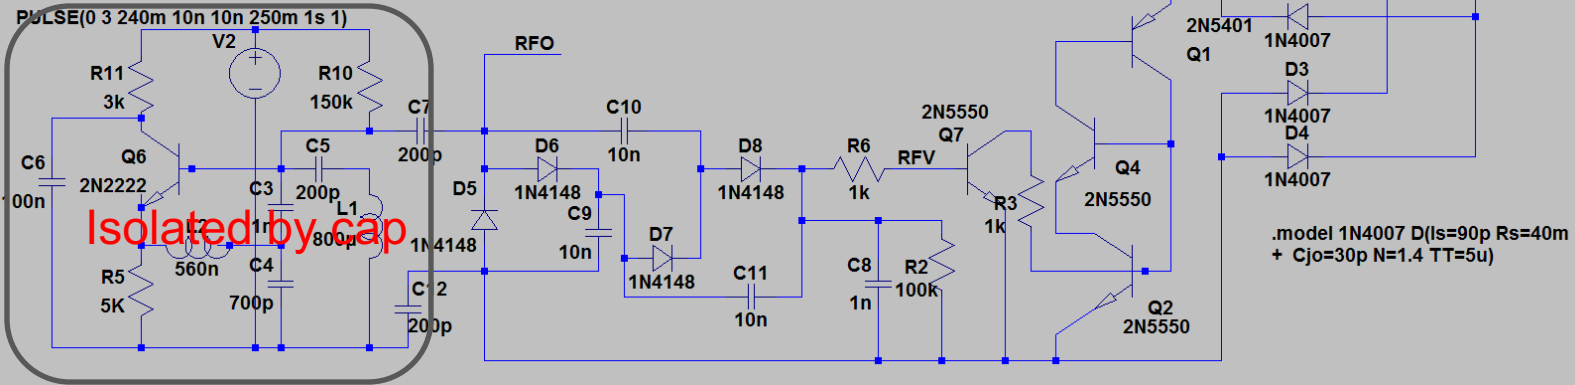 PULSE(0 3 240m 10n 10n 250m 1s 1)
V2
R11
3k
R10
150k
C6
100n
Q6
2N2222
C5
200p
C3
1n
L1
800µ
L2
560n
Isolated by cap
R5
5K
C4
700p
C7
200p
C12
200p
RFO
D5
1N4148
D6
1N4148
C10
10n
C9
10n
D7
1N4148
D8
1N4148
C11
10n
R6
1k
RFV
C8
1n
R2
100k
2N5550
Q7
R3
1k
2N5401
Q1
Q4
2N5550
Q2
2N5550
1N4007
D3
1N4007
D4
1N4007
.model 1N4007 D(Is=90p Rs=40m
+ Cjo=30p N=1.4 TT=5u)